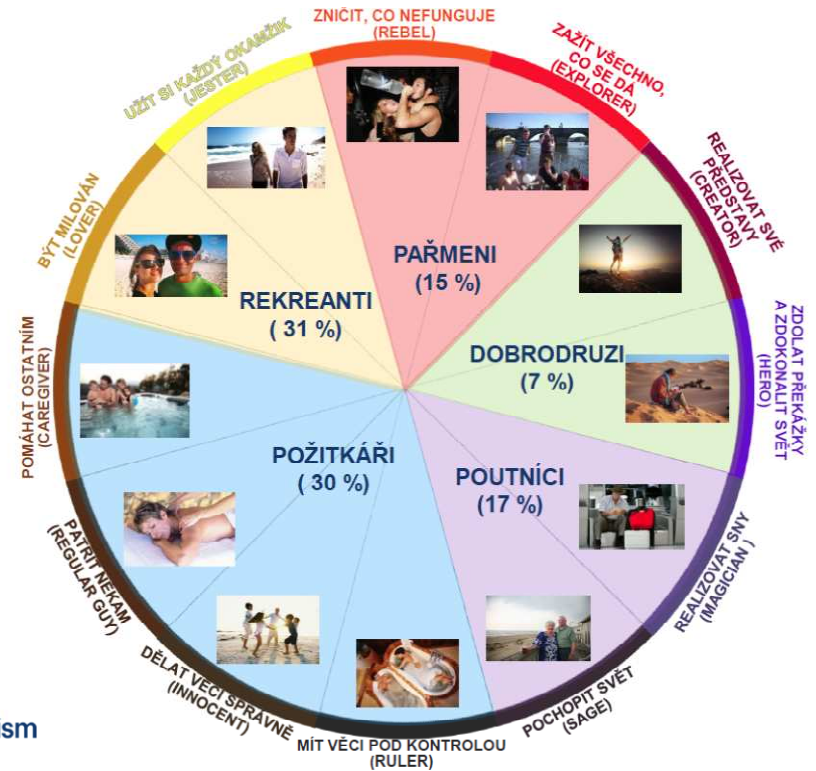 ZNIČIT, CO NEFUNGUJE
(REBEL)
ZAŽÍT VŠECHNO,
CO SE DÁ
(EXPLORER)
REALIZOVAT SVÉ
PŘEDSTAVY
(CREATOR)
ZDOLAT PŘEKÁŽKY
A ZDOKONALIT SVĚT
(HERO)
REALIZOVAT SNY
(MAGICIAN )
POCHOPIT SVĚT
(SAGE)
MÍT VĚCI POD KONTROLOU
(RULER)
DĚLAT VĚCI SPRÁVNĚ
(INNOCENT)
PATŘIT NĚKAM
(REGULAR GUY)
POMÁHAT OSTATNÍM
(CAREGIVER)
BÝT MILOVÁN
(LOVER)
UŽÍT SI KAŽDÝ OKAMŽIK
(JESTER)
PAŘMENI
(15 %)
REKREANTI
( 31 %)
DOBRODRUZI
(7 %)
POŽITKÁŘI
( 30 %)
POUTNÍCI
(17 %)
ism